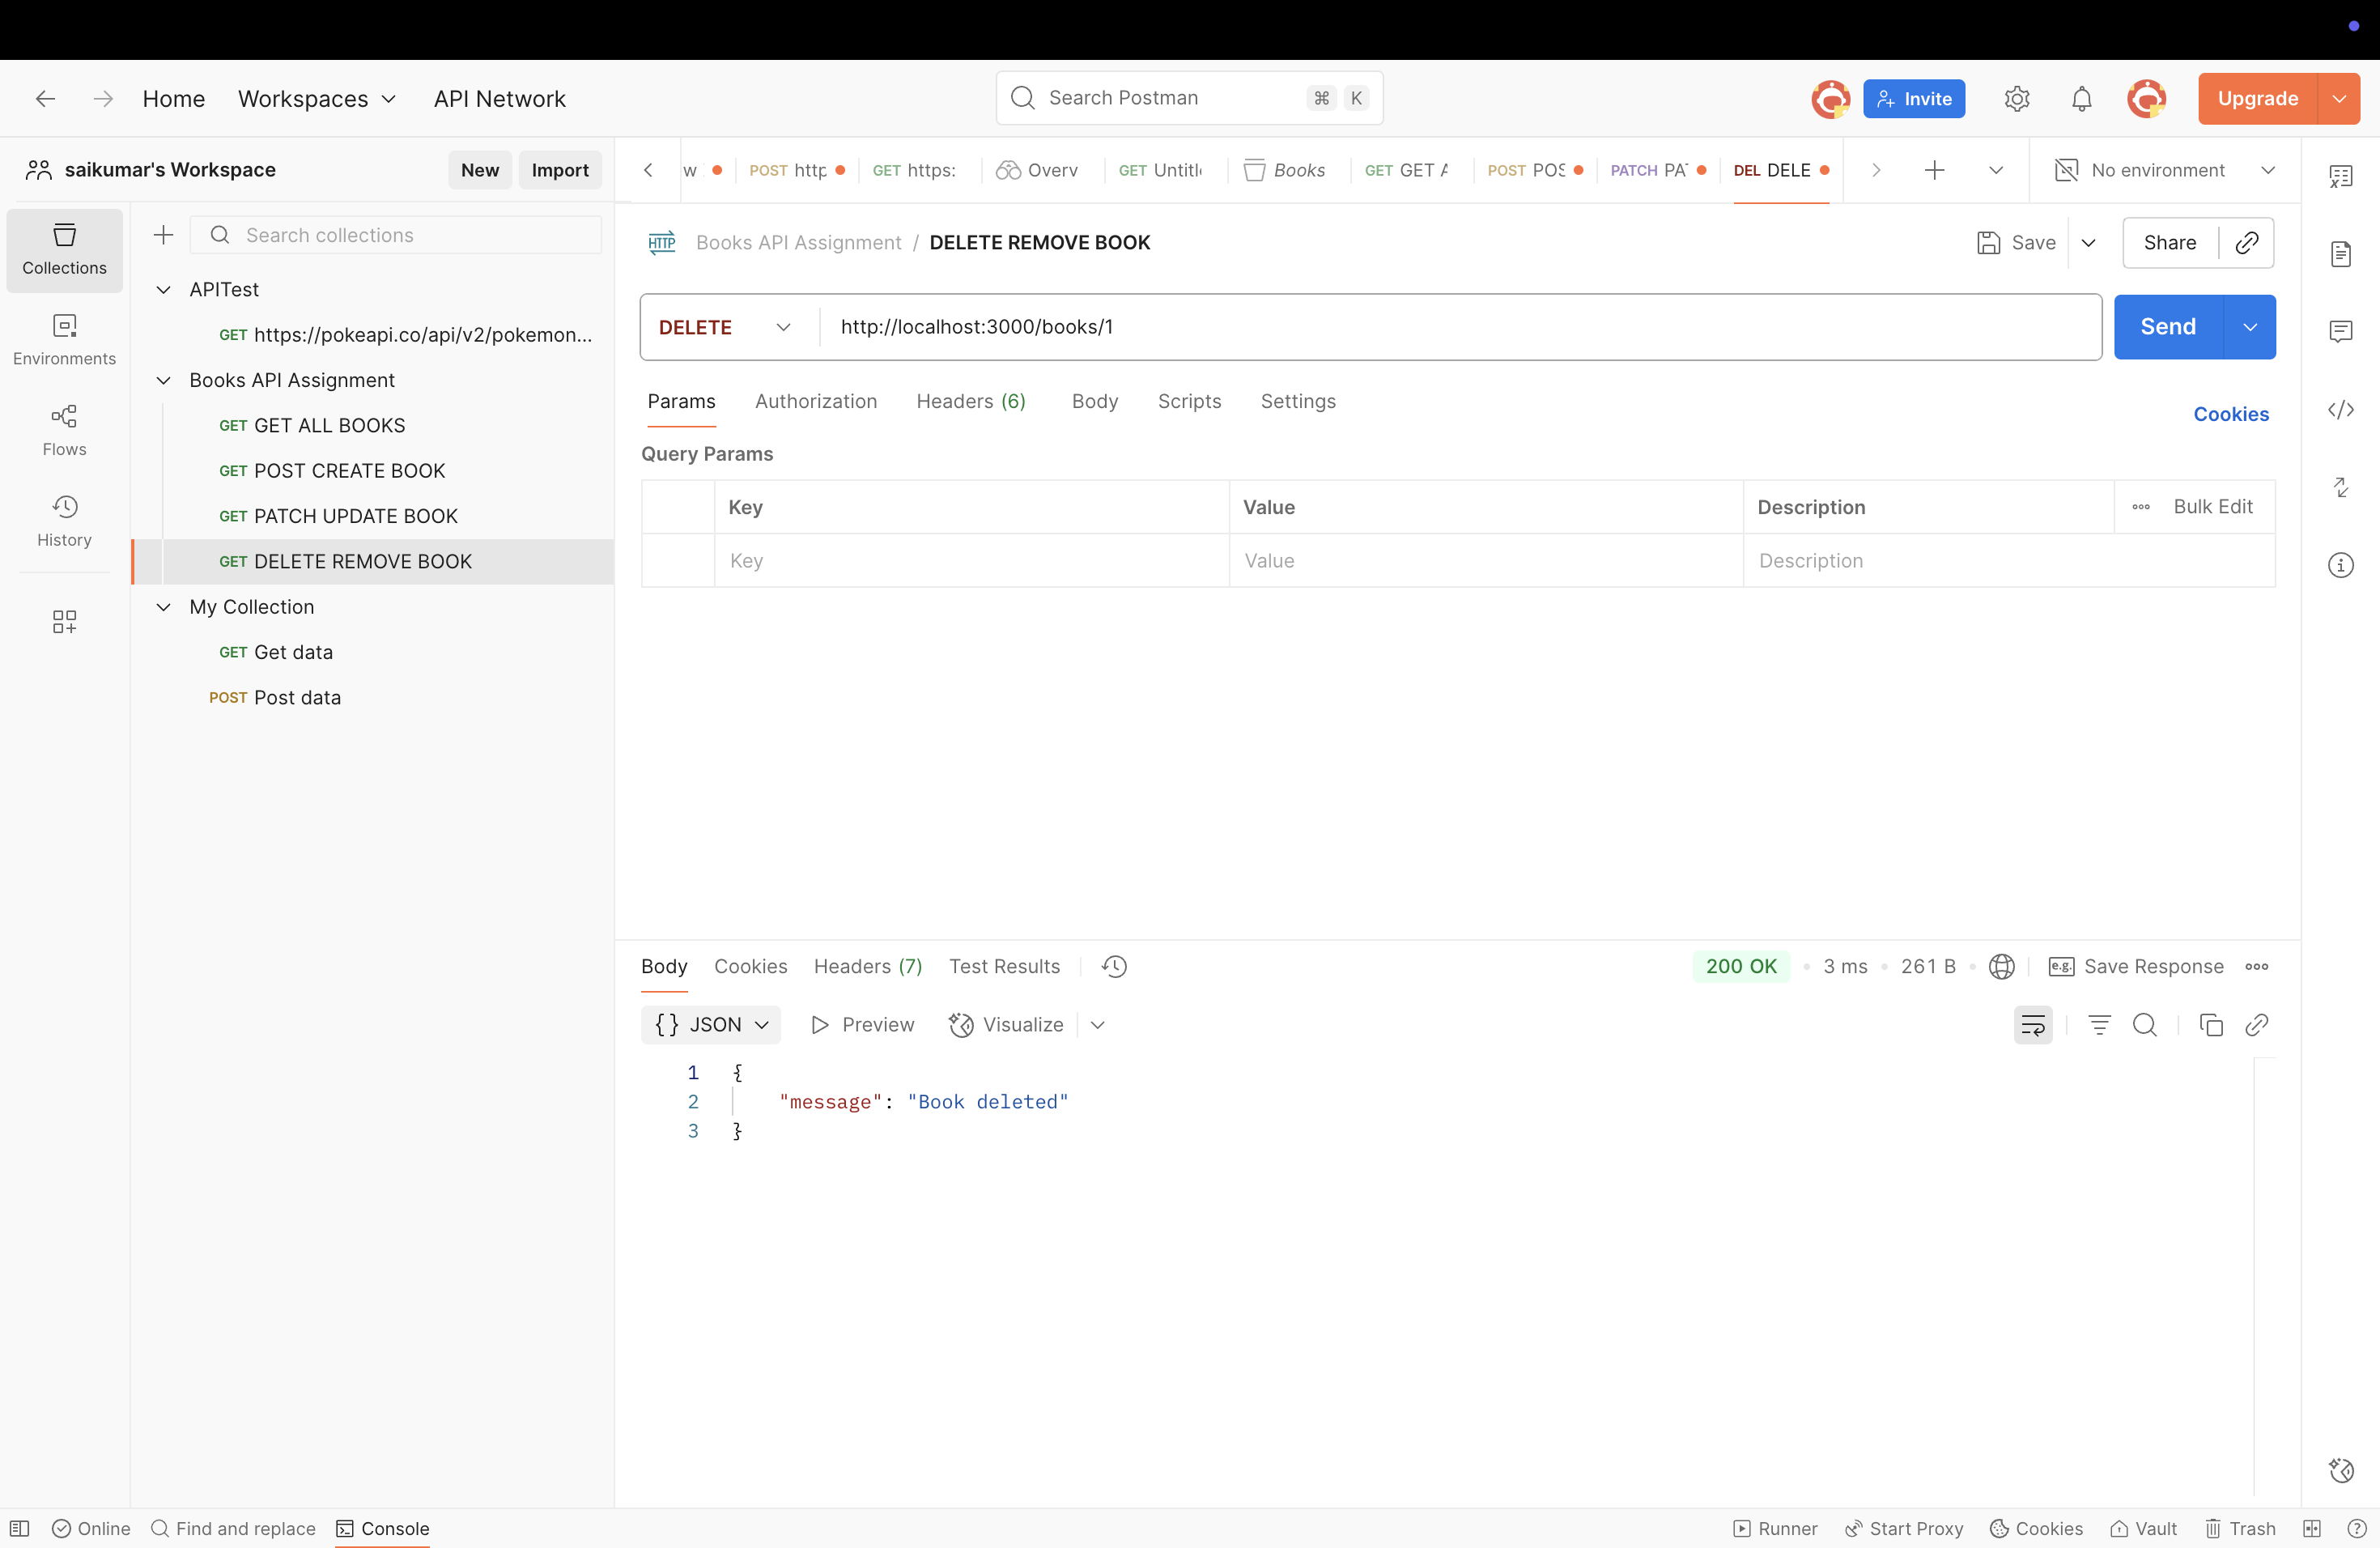 Home Workspaces API Network Search Postman ⌘ K Invite Upgrade
saikumar's Workspace New Import w POST http GET https: Overv GET Untitl Books GET GET A POST POS PATCH PAT DEL DELE No environment
Collections
Environments
Flows
History
Search collections
APITest
GET https://pokeapi.co/api/v2/pokemon...
Books API Assignment
GET GET ALL BOOKS
GET POST CREATE BOOK
GET PATCH UPDATE BOOK
GET DELETE REMOVE BOOK
My Collection
GET Get data
POST Post data
HTTP Books API Assignment / DELETE REMOVE BOOK Save Share
DELETE http://localhost:3000/books/1 Send
Params Authorization Headers (6) Body Scripts Settings Cookies
Query Params
Key Value Description Bulk Edit
Key Value Description
Body Cookies Headers (7) Test Results 200 OK 3 ms 261 B e.g. Save Response
{} JSON Preview Visualize
1 {
2 "message": "Book deleted"
3 }
Online Find and replace Console Runner Start Proxy Cookies Vault Trash